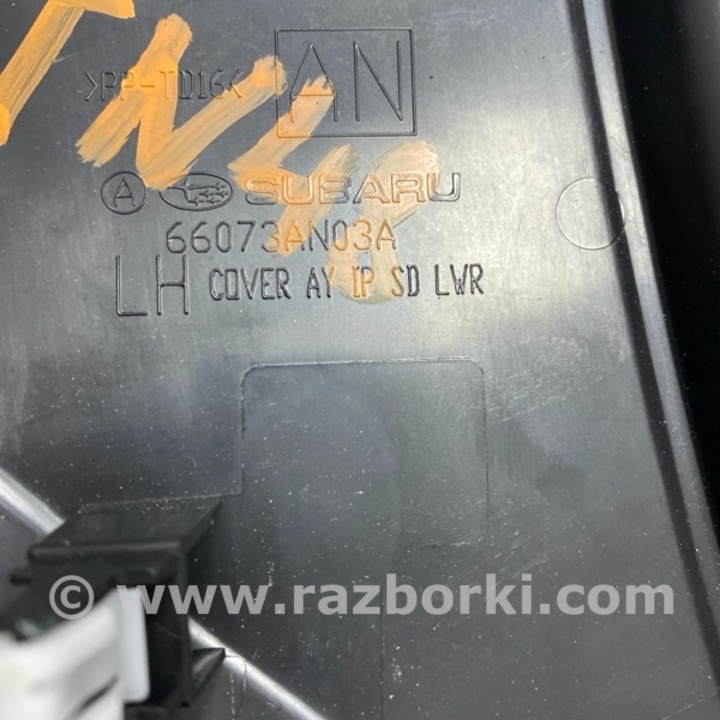 >PP-TD16<
AN
A SUBARU
66073AN03A
LH COVER AY IP SD LWR
© www.razborki.com